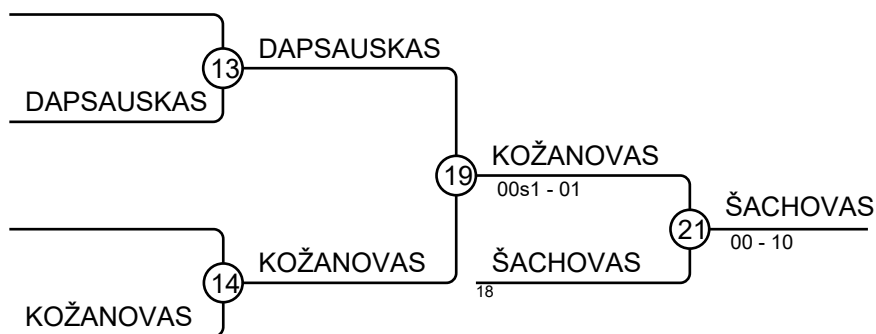 DAPSAUSKAS
13
DAPSAUSKAS
KOŽANOVAS
19
00s1 - 01
ŠACHOVAS
21
00 - 10
KOŽANOVAS
ŠACHOVAS
14
18
KOŽANOVAS